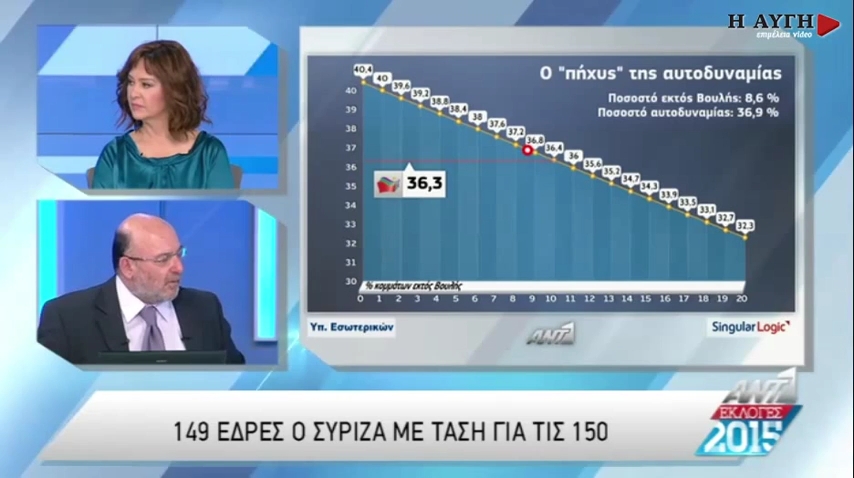 Η ΑΥΓΗ
επιμέλεια video
Ο "πήχυς" της αυτοδυναμίας
Ποσοστό εκτός Βουλής: 8,6 %
Ποσοστό αυτοδυναμίας: 36,9 %
40,4
40
39,6
39,2
38,8
38,4
38
37,6
37,2
36,8
36,4
36
35,6
35,2
34,7
34,3
33,9
33,5
33,1
32,7
32,3
40
39
38
37
36
35
34
33
32
31
30
36,3
% κομμάτων εκτός Βουλής
0 1 2 3 4 5 6 7 8 9 10 11 12 13 14 15 16 17 18 19 20
Υπ. Εσωτερικών
ΑΝΤ1
SingularLogic
ΑΝΤ1
ΕΚΛΟΓΕΣ
2015
149 ΕΔΡΕΣ Ο ΣΥΡΙΖΑ ΜΕ ΤΑΣΗ ΓΙΑ ΤΙΣ 150